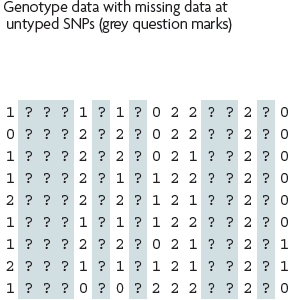 Genotype data with missing data at
untyped SNPs (grey question marks)
1 ? ? ? 1 ? 1 ? 0 2 2 ? ? 2 ? 0
0 ? ? ? 2 ? 2 ? 0 2 2 ? ? 2 ? 0
1 ? ? ? 2 ? 2 ? 0 2 1 ? ? 2 ? 0
1 ? ? ? 2 ? 1 ? 1 2 2 ? ? 2 ? 0
2 ? ? ? 2 ? 2 ? 1 2 1 ? ? 2 ? 0
1 ? ? ? 1 ? 1 ? 1 2 2 ? ? 2 ? 0
1 ? ? ? 2 ? 2 ? 0 2 1 ? ? 2 ? 1
2 ? ? ? 1 ? 1 ? 1 2 1 ? ? 2 ? 1
1 ? ? ? 0 ? 0 ? 2 2 2 ? ? 2 ? 0